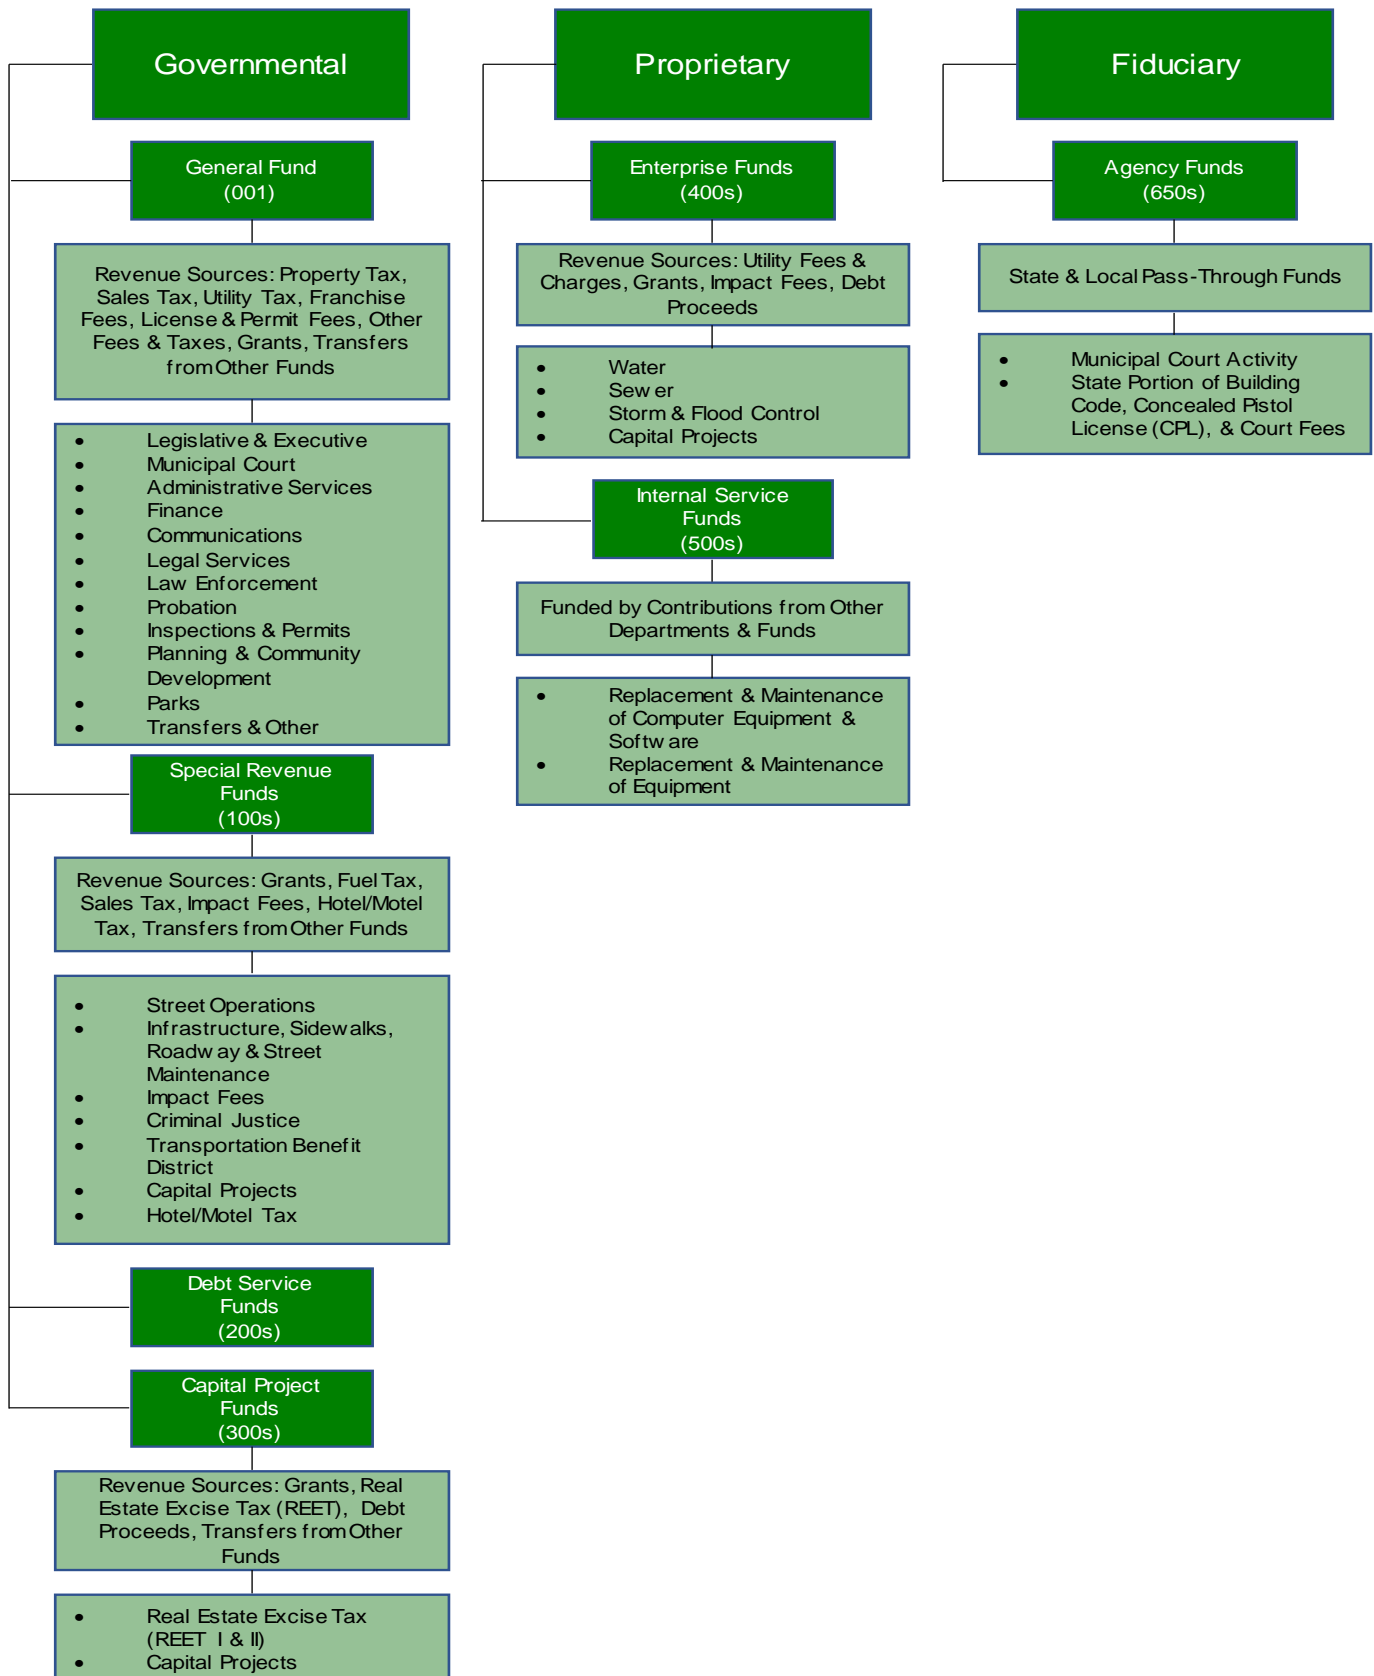 Governmental
General Fund
(001)
Revenue Sources: Property Tax,
Sales Tax, Utility Tax, Franchise
Fees, License & Permit Fees, Other
Fees & Taxes, Grants, Transfers
from Other Funds
• Legislative & Executive
• Municipal Court
• Administrative Services
• Finance
• Communications
• Legal Services
• Law Enforcement
• Probation
• Inspections & Permits
• Planning & Community
Development
• Parks
• Transfers & Other
Special Revenue
Funds
(100s)
Revenue Sources: Grants, Fuel Tax,
Sales Tax, Impact Fees, Hotel/Motel
Tax, Transfers from Other Funds
• Street Operations
• Infrastructure, Sidewalks,
Roadway & Street
Maintenance
• Impact Fees
• Criminal Justice
• Transportation Benefit
District
• Capital Projects
• Hotel/Motel Tax
Debt Service
Funds
(200s)
Capital Project
Funds
(300s)
Revenue Sources: Grants, Real
Estate Excise Tax (REET), Debt
Proceeds, Transfers from Other
Funds
• Real Estate Excise Tax
(REET I & II)
• Capital Projects
Proprietary
Enterprise Funds
(400s)
Revenue Sources: Utility Fees &
Charges, Grants, Impact Fees, Debt
Proceeds
• Water
• Sewer
• Storm & Flood Control
• Capital Projects
Internal Service
Funds
(500s)
Funded by Contributions from Other
Departments & Funds
• Replacement & Maintenance
of Computer Equipment &
Software
• Replacement & Maintenance
of Equipment
Fiduciary
Agency Funds
(650s)
State & Local Pass-Through Funds
• Municipal Court Activity
• State Portion of Building
Code, Concealed Pistol
License (CPL), & Court Fees